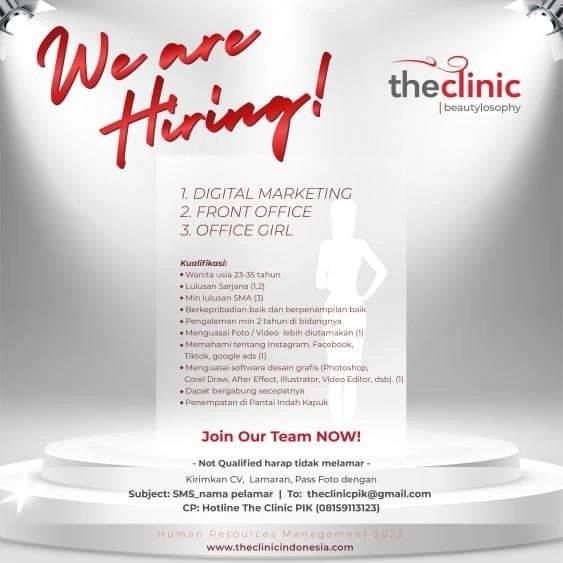 We are
Hiring!
theclinic
| beautylosophy
1. DIGITAL MARKETING
2. FRONT OFFICE
3. OFFICE GIRL
Kualifikasi:
◆ Wanita usia 23-35 tahun
◆ Lulusan Sarjana (1,2)
◆ Min lulusan SMA (3)
◆ Berkepribadian baik dan berpenampilan baik
◆ Pengalaman min 2 tahun di bidangnya
◆ Menguasai Foto / Video lebih diutamakan (1)
◆ Memahami tentang Instagram, Facebook,
Tiktok, google ads (1)
◆ Menguasai software desain grafis (Photoshop,
Corel Draw, After Effect, Illustrator, Video Editor, dsb). (1)
◆ Dapat bergabung secepatnya
◆ Penempatan di Pantai Indah Kapuk
Join Our Team NOW!
- Not Qualified harap tidak melamar -
Kirimkan CV, Lamaran, Pass Foto dengan
Subject: SMS_nama pelamar | To: theclinicpik@gmail.com
CP: Hotline The Clinic PIK (08159113123)
Human Resources Management 2022
www.theclinicindonesia.com